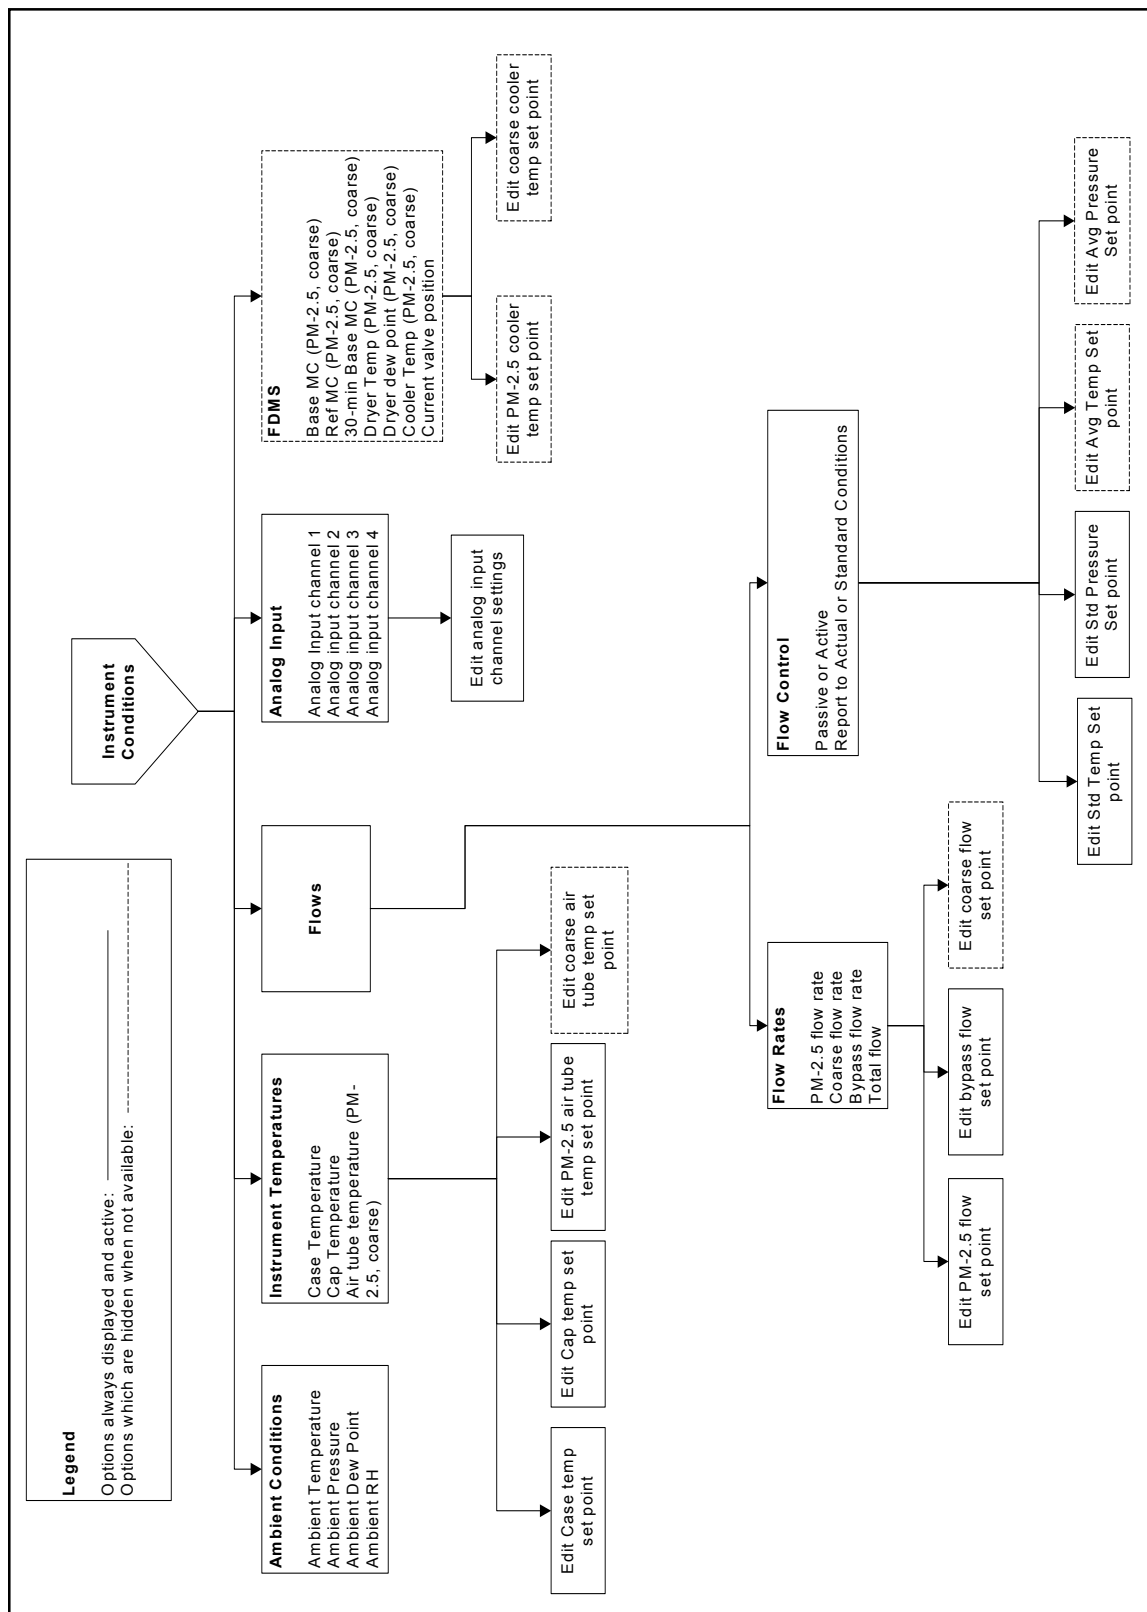 Legend
Options always displayed and active:
Options which are hidden when not available:
Instrument
Conditions
Ambient Conditions
Ambient Temperature
Ambient Pressure
Ambient Dew Point
Ambient RH
Instrument Temperatures
Case Temperature
Cap Temperature
Air tube temperature (PM-
2.5, coarse)
Flows
Analog Input
Analog Input channel 1
Analog input channel 2
Analog input channel 3
Analog input channel 4
FDMS
Base MC (PM-2.5, coarse)
Ref MC (PM-2.5, coarse)
30-min Base MC (PM-2.5, coarse)
Dryer Temp (PM-2.5, coarse)
Dryer dew point (PM-2.5, coarse)
Cooler Temp (PM-2.5, coarse)
Current valve position
Edit analog input
channel settings
Edit PM-2.5 cooler
temp set point
Edit coarse cooler
temp set point
Edit Case temp
set point
Edit Cap temp set
point
Edit PM-2.5 air tube
temp set point
Edit coarse air
tube temp set
point
Flow Rates
PM-2.5 flow rate
Coarse flow rate
Bypass flow rate
Total flow
Flow Control
Passive or Active
Report to Actual or Standard Conditions
Edit PM-2.5 flow
set point
Edit bypass flow
set point
Edit coarse flow
set point
Edit Std Temp Set
point
Edit Std Pressure
Set point
Edit Avg Temp Set
point
Edit Avg Pressure
Set point